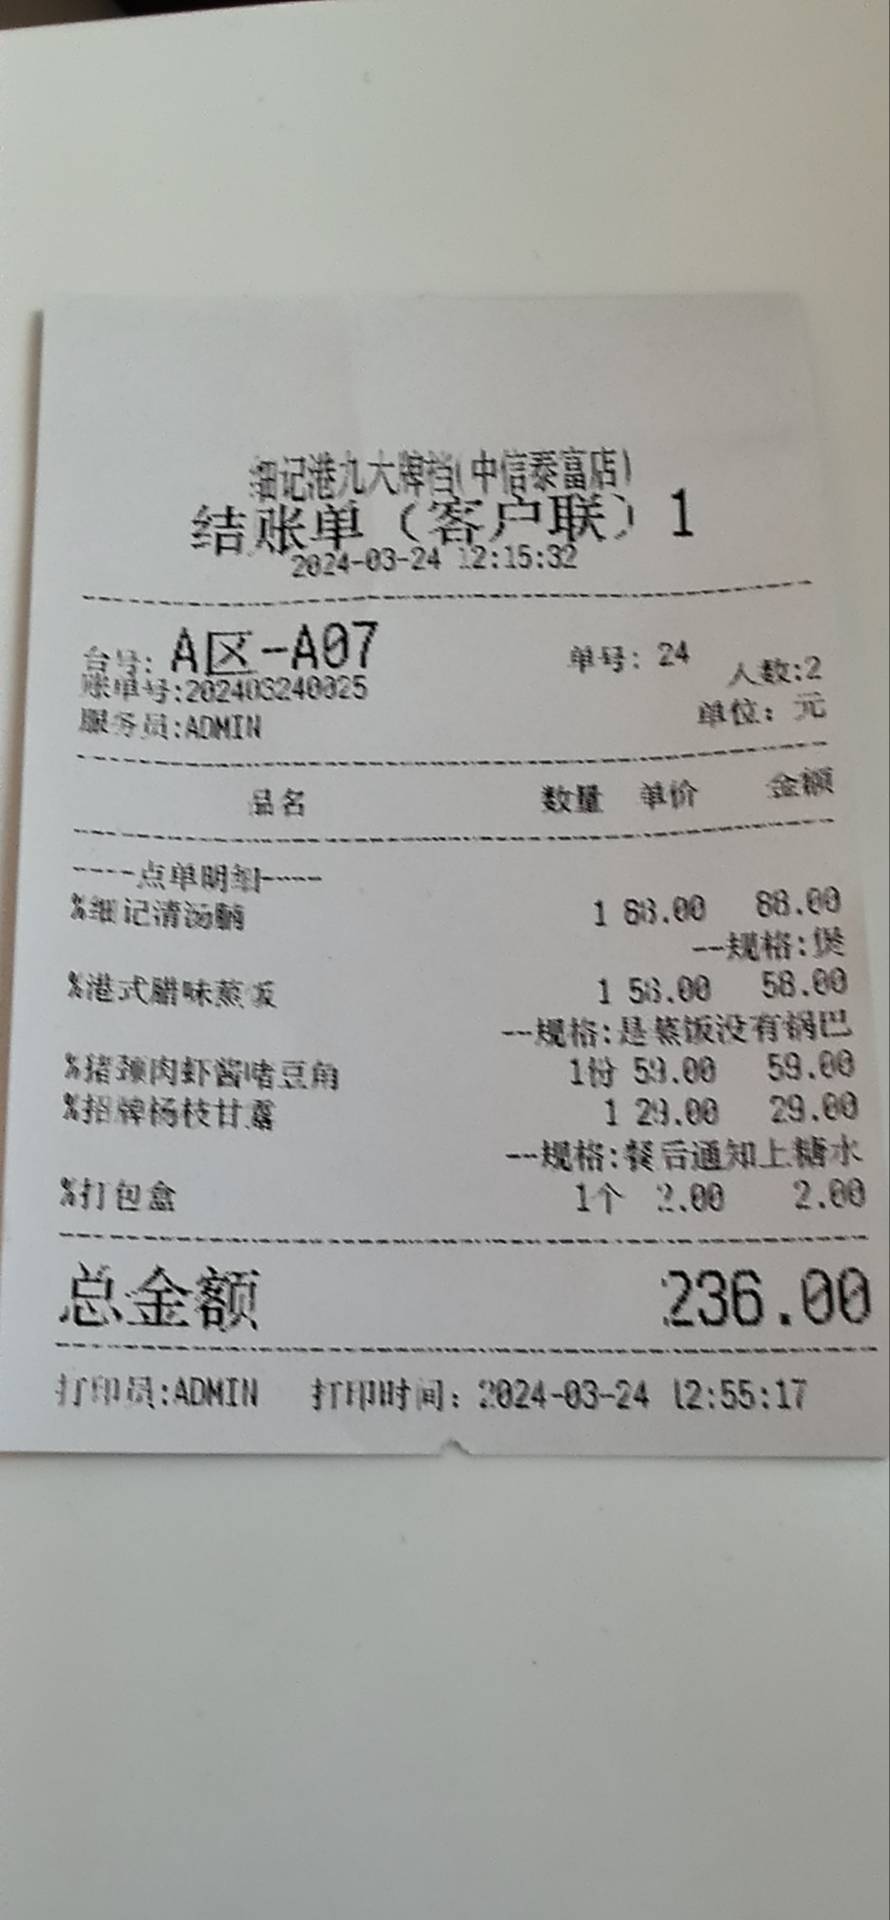 细记港九大牌档(中信泰富店)
结账单（客户联）1
2024-03-24 12:15:32
台号: A区-A07 单号: 24 人数:2
账单号:202403240025
服务员:ADMIN 单位: 元
品名 数量 单价 金额
----点单明细----
%细记清汤腩 1 88.00 88.00
--规格:煲
%港式腊味蒸饭 1 58.00 58.00
--规格:是蒸饭没有锅巴
%猪颈肉虾酱啫豆角 1份 59.00 59.00
%招牌杨枝甘露 1 29.00 29.00
--规格:餐后通知上糖水
%打包盒 1个 2.00 2.00
总金额 236.00
打印员:ADMIN 打印时间: 2024-03-24 12:55:17